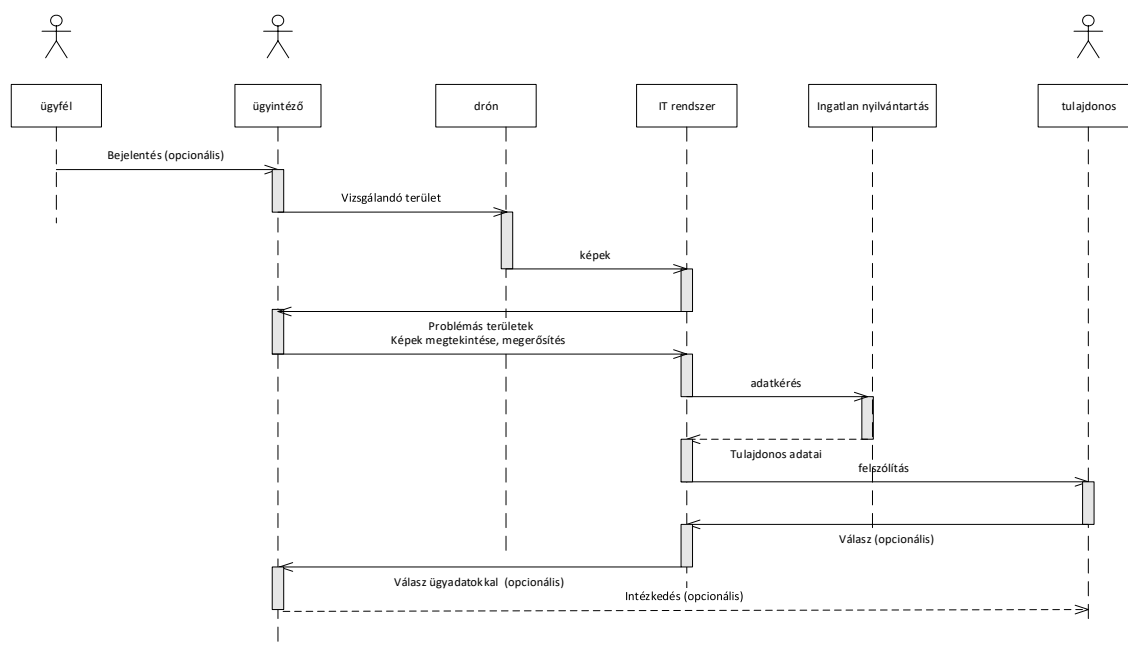 ügyfél
ügyintéző
drón
IT rendszer
Ingatlan nyilvántartás
tulajdonos
Bejelentés (opcionális)
Vizsgálandó terület
képek
Problémás területek
Képek megtekintése, megerősítés
adatkérés
Tulajdonos adatai
felszólítás
Válasz (opcionális)
Válasz ügyadatokkal (opcionális)
Intézkedés (opcionális)